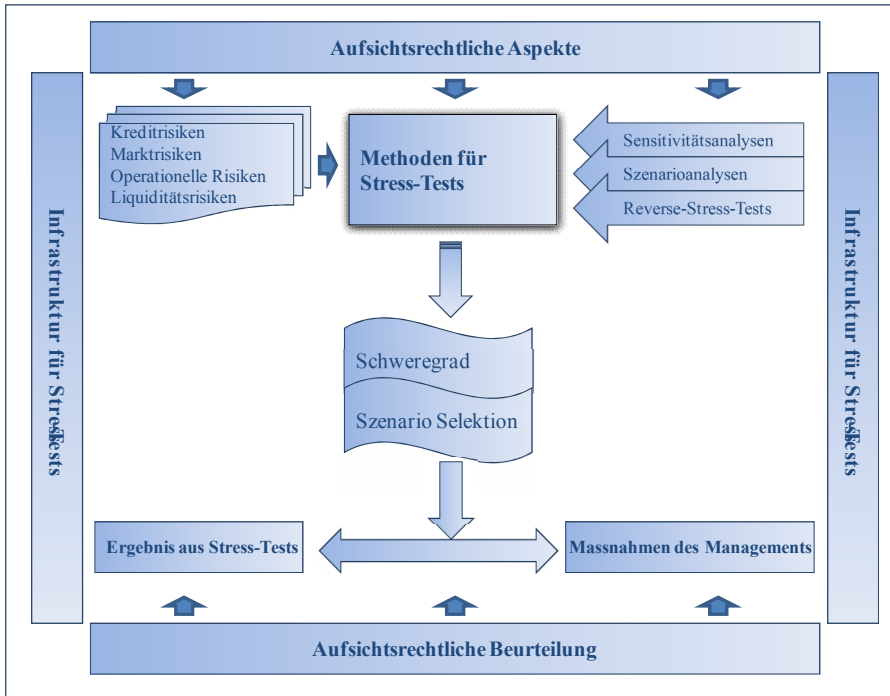 Aufsichtsrechtliche Aspekte
Infrastruktur für Stress-Tests
Kreditrisiken
Marktrisiken
Operationelle Risiken
Liquiditätsrisiken
Methoden für
Stress-Tests
Sensitivitätsanalysen
Szenarioanalysen
Reverse-Stress-Tests
Infrastruktur für Stress-Tests
Schweregrad
Szenario Selektion
Ergebnis aus Stress-Tests
Massnahmen des Managements
Aufsichtsrechtliche Beurteilung